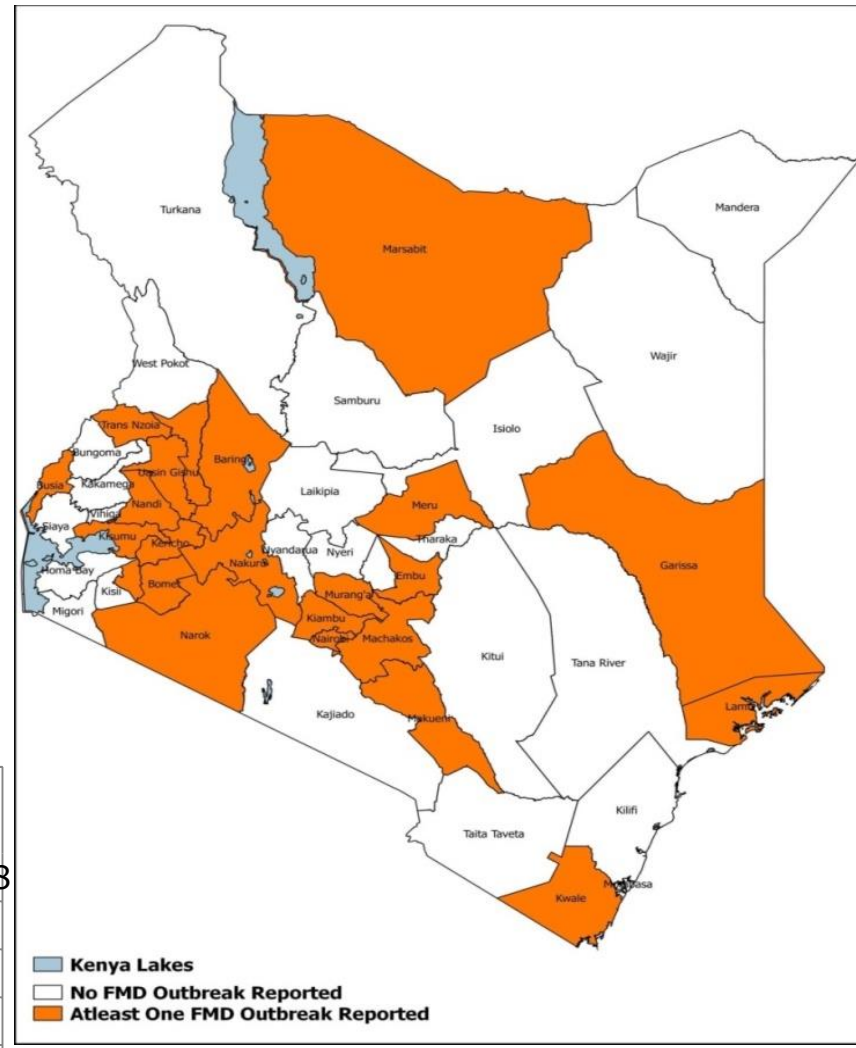 Turkana
Mandera
Marsabit
Wajir
West Pokot
Samburu
Isiolo
Trans Nzoia
Bungoma
Uasin Gishu
Baringo
Busia
Kakamega
Laikipia
Nandi
Meru
Vihiga
Siaya
Kisumu
Tharaka
Kericho
Nyandarua
Nyeri
Nakuru
Garissa
Homa Bay
Embu
Kisii
Bomet
Murang'a
Migori
Kiambu
Narok
Nairobi
Machakos
Kitui
Tana River
Lamu
Kajiado
Makueni
Kilifi
Taita Taveta
Mombasa
Kwale
8
Kenya Lakes
No FMD Outbreak Reported
Atleast One FMD Outbreak Reported